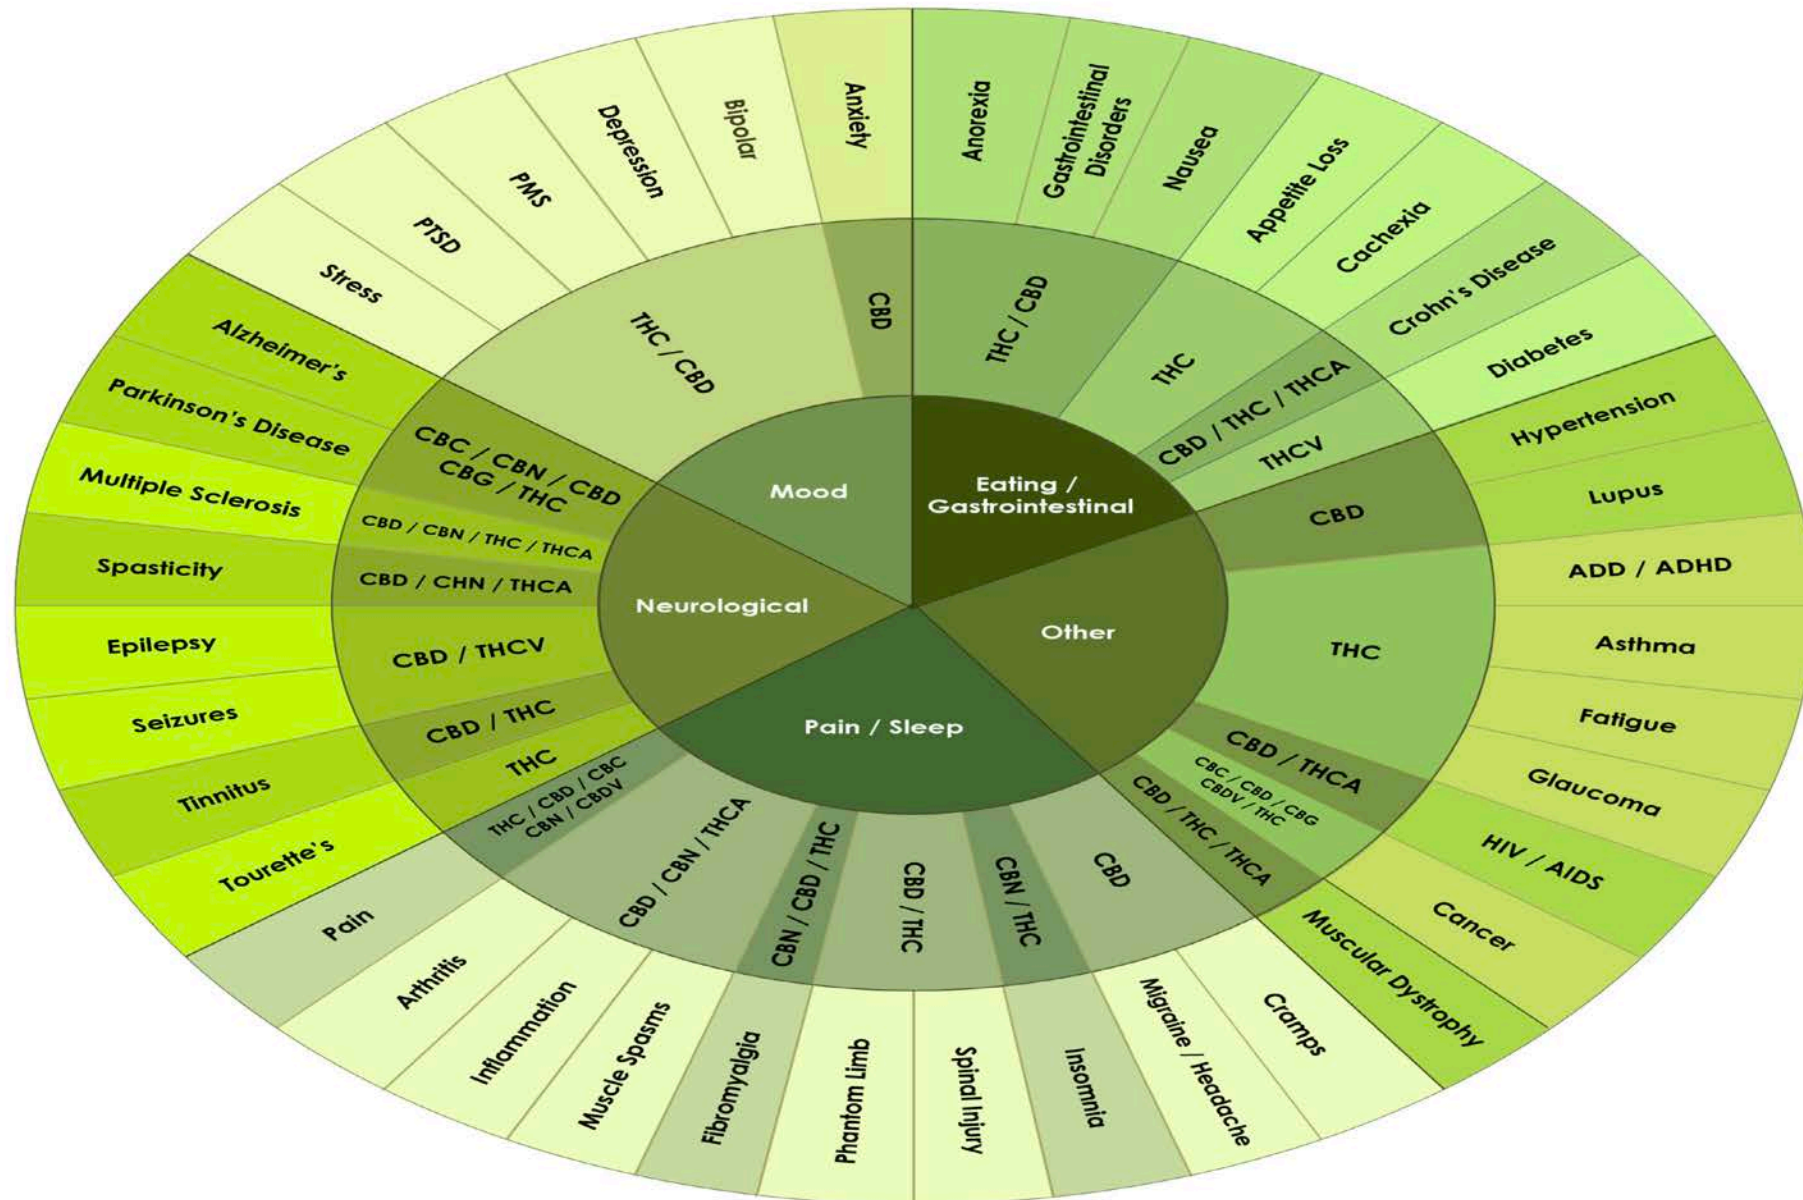 Anxiety
Anorexia
Gastrointestinal
Disorders
Nausea
Appetite Loss
Cachexia
Crohn's Disease
Diabetes
Hypertension
Lupus
ADD / ADHD
Asthma
Fatigue
Glaucoma
HIV / AIDS
Cancer
Muscular Dystrophy
Cramps
Migraine / Headache
Insomnia
Spinal Injury
Phantom Limb
Fibromyalgia
Muscle Spasms
Inflammation
Arthritis
Pain
Tourette's
Tinnitus
Seizures
Epilepsy
Spasticity
Multiple Sclerosis
Parkinson's Disease
Alzheimer's
Stress
PTSD
PMS
Depression
Bipolar
CBD
THC / CBD
THC
CBD / THC / THCA
THCV
CBD
THC
CBD / THCA
CBC / CBD / CBG
CBDV / THC
CBD / THC / THCA
CBD
CBN / THC
CBD / THC
CBN / CBD / THC
CBD / CBN / THCA
THC / CBD / CBC
CBN / CBDV
THC
CBD / THC
CBD / THCV
CBD / CHN / THCA
CBD / CBN / THC / THCA
CBC / CBN / CBD
CBG / THC
THC / CBD
Mood
Eating /
Gastrointestinal
Other
Pain / Sleep
Neurological